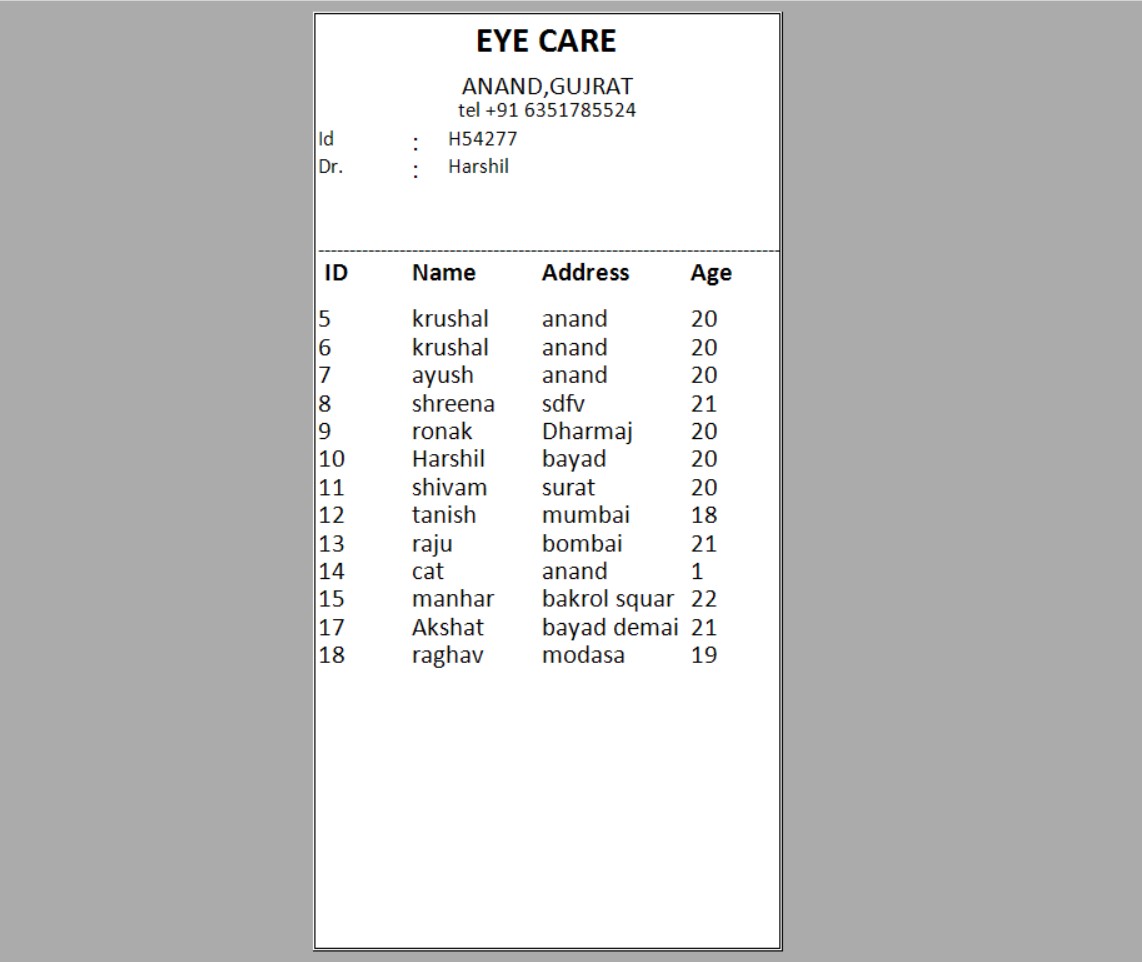 EYE CARE
ANAND,GUJRAT
tel +91 6351785524
Id : H54277
Dr. : Harshil
ID Name Address Age
5 krushal anand 20
6 krushal anand 20
7 ayush anand 20
8 shreena sdfv 21
9 ronak Dharmaj 20
10 Harshil bayad 20
11 shivam surat 20
12 tanish mumbai 18
13 raju bombai 21
14 cat anand 1
15 manhar bakrol squar 22
17 Akshat bayad demai 21
18 raghav modasa 19